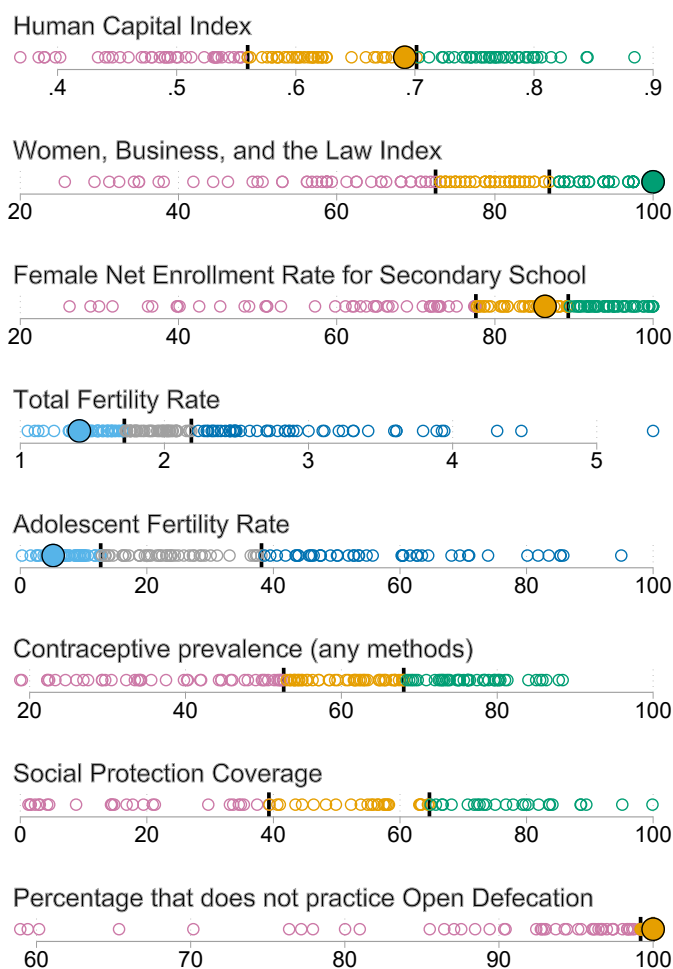 Human Capital Index
.4 .5 .6 .7 .8 .9
Women, Business, and the Law Index
20 40 60 80 100
Female Net Enrollment Rate for Secondary School
20 40 60 80 100
Total Fertility Rate
1 2 3 4 5
Adolescent Fertility Rate
0 20 40 60 80 100
Contraceptive prevalence (any methods)
20 40 60 80 100
Social Protection Coverage
0 20 40 60 80 100
Percentage that does not practice Open Defecation
60 70 80 90 100